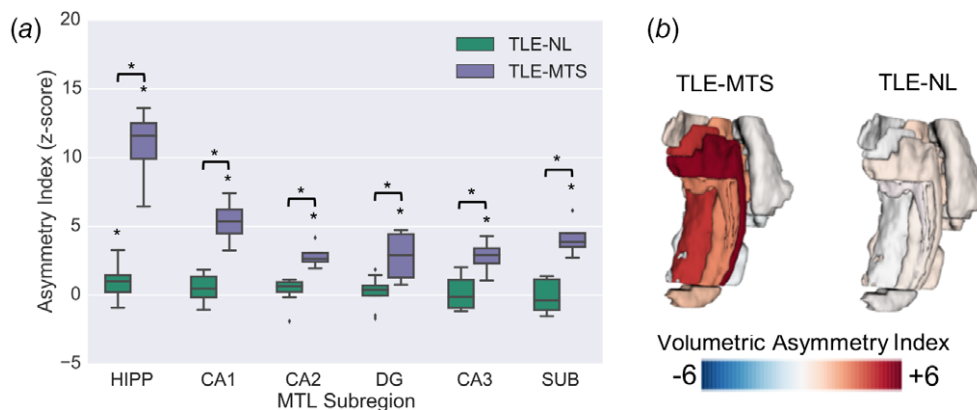 (a)
20
15
10
5
0
−5
Asymmetry Index (z-score)
TLE-NL
TLE-MTS
*
*
*
*
*
*
*
*
*
*
*
*
*
HIPP CA1 CA2 DG CA3 SUB
MTL Subregion
(b)
TLE-MTS TLE-NL
Volumetric Asymmetry Index
-6 +6